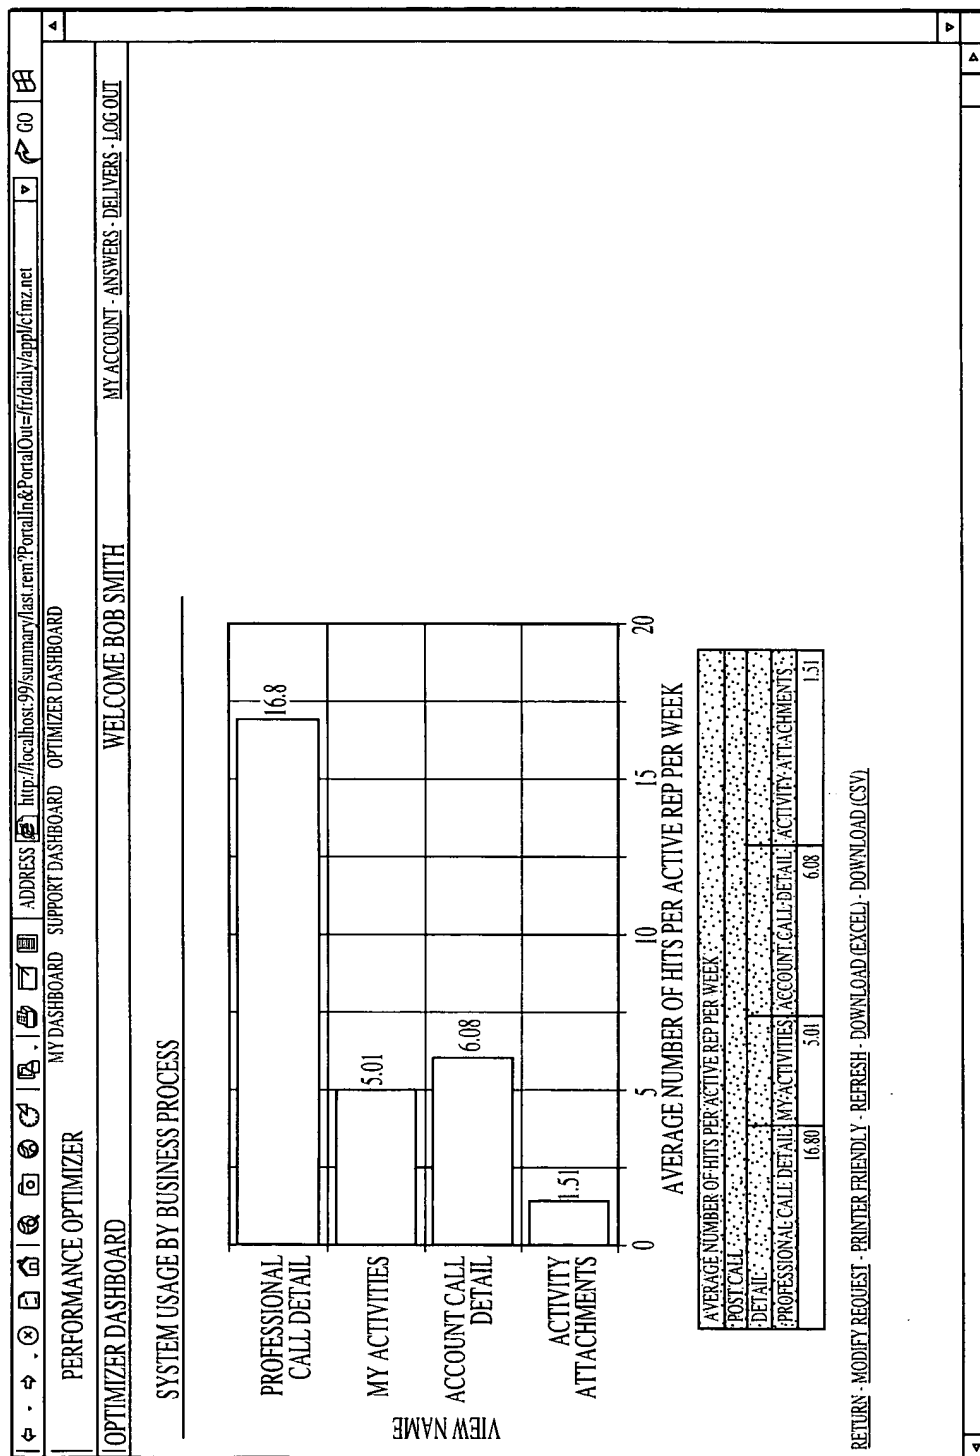 ADDRESS http://localhost:99/summary/last.rem?PortalIn&PortalOut=/fr/daily/appl/cfmz.net GO
PERFORMANCE OPTIMIZER MY DASHBOARD SUPPORT DASHBOARD OPTIMIZER DASHBOARD
OPTIMIZER DASHBOARD WELCOME BOB SMITH MY ACCOUNT - ANSWERS - DELIVERS - LOG OUT
SYSTEM USAGE BY BUSINESS PROCESS
VIEW NAME
PROFESSIONAL
CALL DETAIL
16.8
MY ACTIVITIES
5.01
ACCOUNT CALL
DETAIL
6.08
ACTIVITY
ATTACHMENTS
1.51
0 5 10 15 20
AVERAGE NUMBER OF HITS PER ACTIVE REP PER WEEK
AVERAGE NUMBER OF HITS PER ACTIVE REP PER WEEK
POST CALL
DETAIL
PROFESSIONAL CALL DETAIL MY ACTIVITIES ACCOUNT CALL DETAIL ACTIVITY ATTACHMENTS
16.80 5.01 6.08 1.51
RETURN - MODIFY REQUEST - PRINTER FRIENDLY - REFRESH - DOWNLOAD (EXCEL) - DOWNLOAD (CSV)